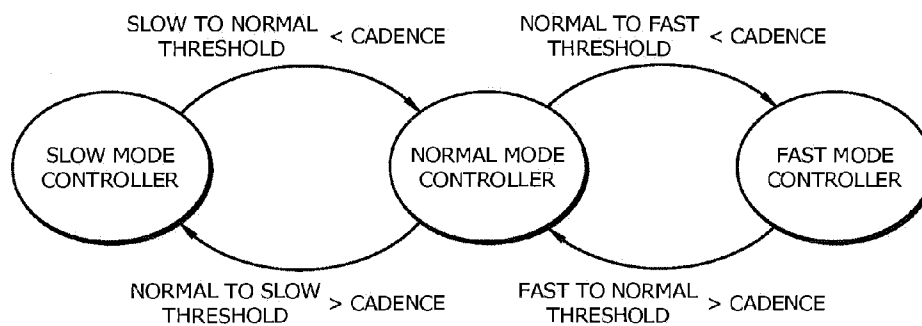 SLOW TO NORMAL
THRESHOLD < CADENCE
NORMAL TO FAST
THRESHOLD < CADENCE
SLOW MODE
CONTROLLER
NORMAL MODE
CONTROLLER
FAST MODE
CONTROLLER
NORMAL TO SLOW
THRESHOLD > CADENCE
FAST TO NORMAL
THRESHOLD > CADENCE